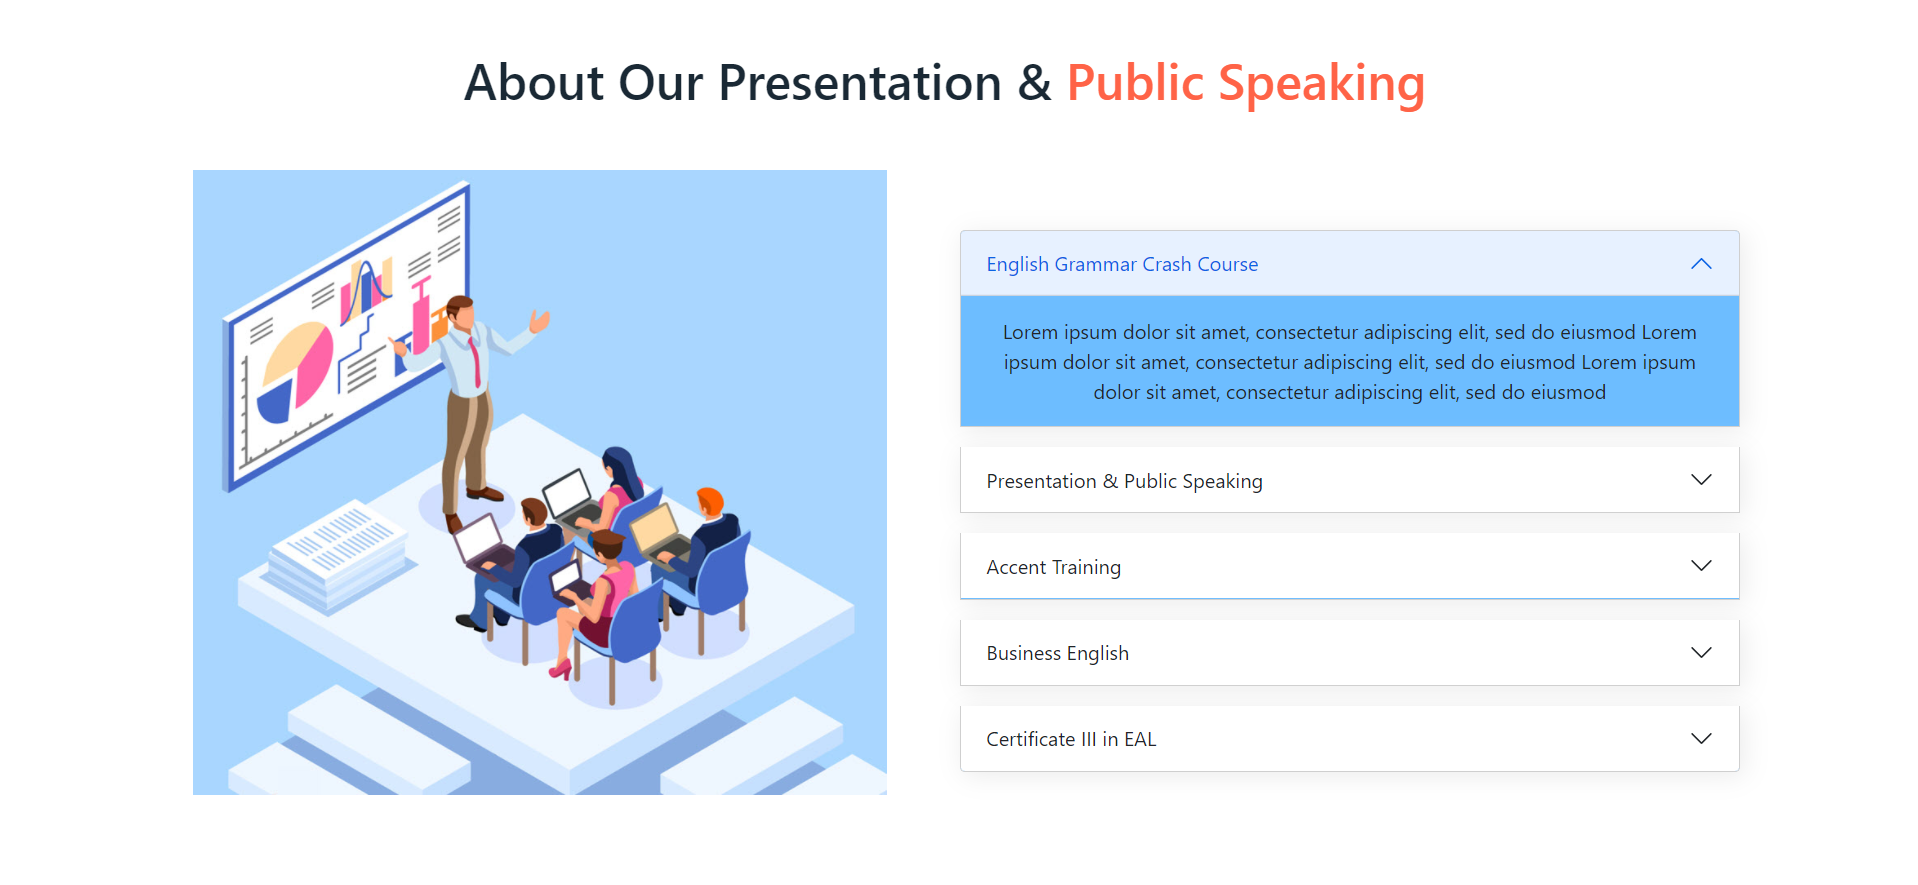 About Our Presentation & Public Speaking
English Grammar Crash Course
Lorem ipsum dolor sit amet, consectetur adipiscing elit, sed do eiusmod Lorem
ipsum dolor sit amet, consectetur adipiscing elit, sed do eiusmod Lorem ipsum
dolor sit amet, consectetur adipiscing elit, sed do eiusmod
Presentation & Public Speaking
Accent Training
Business English
Certificate III in EAL